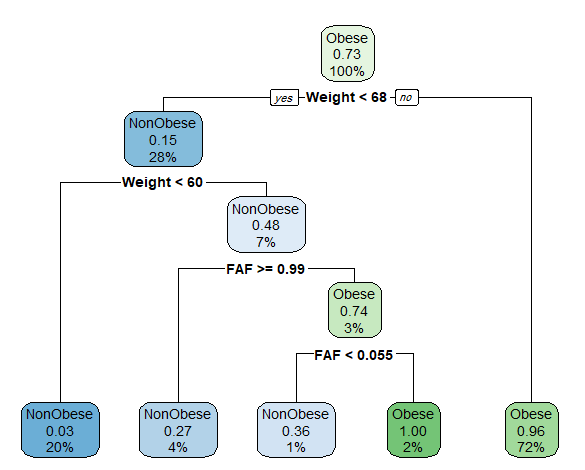 Obese
0.73
100%
yes Weight < 68 no
NonObese
0.15
28%
Weight < 60
NonObese
0.48
7%
FAF >= 0.99
Obese
0.74
3%
FAF < 0.055
NonObese
0.03
20%
NonObese
0.27
4%
NonObese
0.36
1%
Obese
1.00
2%
Obese
0.96
72%